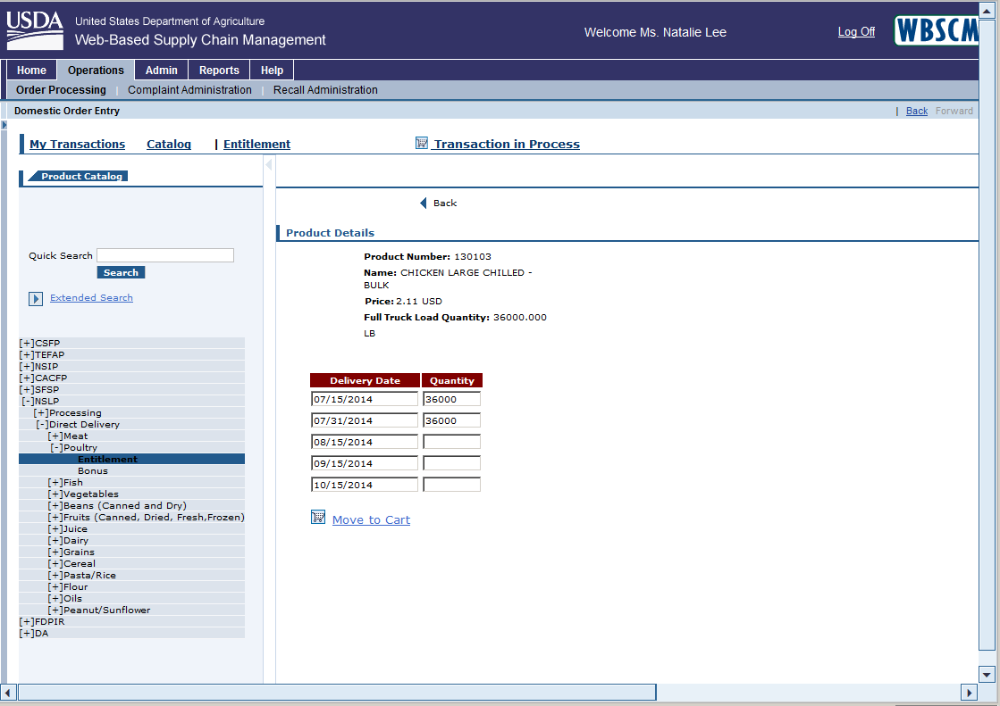 USDA
United States Department of Agriculture
Web-Based Supply Chain Management
Welcome Ms. Natalie Lee
Log Off
WBSCM
Home Operations Admin Reports Help
Order Processing | Complaint Administration | Recall Administration
Domestic Order Entry
| Back Forward
My Transactions Catalog | Entitlement
Transaction in Process
Product Catalog
Back
Product Details
Quick Search
Search
Extended Search
Product Number: 130103
Name: CHICKEN LARGE CHILLED -
BULK
Price: 2.11 USD
Full Truck Load Quantity: 36000.000
LB
[+]CSFP
[+]TEFAP
[+]NSIP
[+]CACFP
[+]SFSP
[-]NSLP
[+]Processing
[-]Direct Delivery
[+]Meat
[-]Poultry
Entitlement
Bonus
[+]Fish
[+]Vegetables
[+]Beans (Canned and Dry)
[+]Fruits (Canned, Dried, Fresh,Frozen)
[+]Juice
[+]Dairy
[+]Grains
[+]Cereal
[+]Pasta/Rice
[+]Flour
[+]Oils
[+]Peanut/Sunflower
[+]FDPIR
[+]DA
Delivery Date Quantity
07/15/2014 36000
07/31/2014 36000
08/15/2014
09/15/2014
10/15/2014
Move to Cart